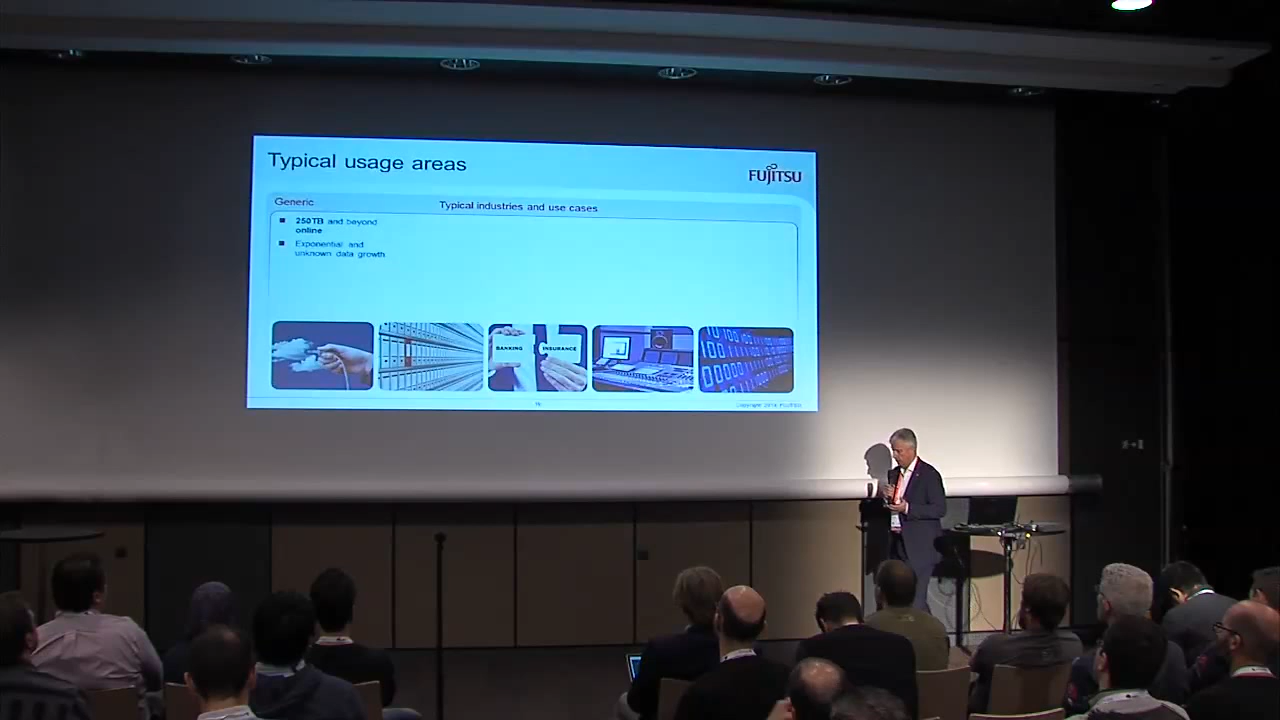 Typical usage areas
FUJITSU
Generic
Typical industries and use cases
250TB and beyond
online
Exponential and
unknown data growth
BANKING
INSURANCE